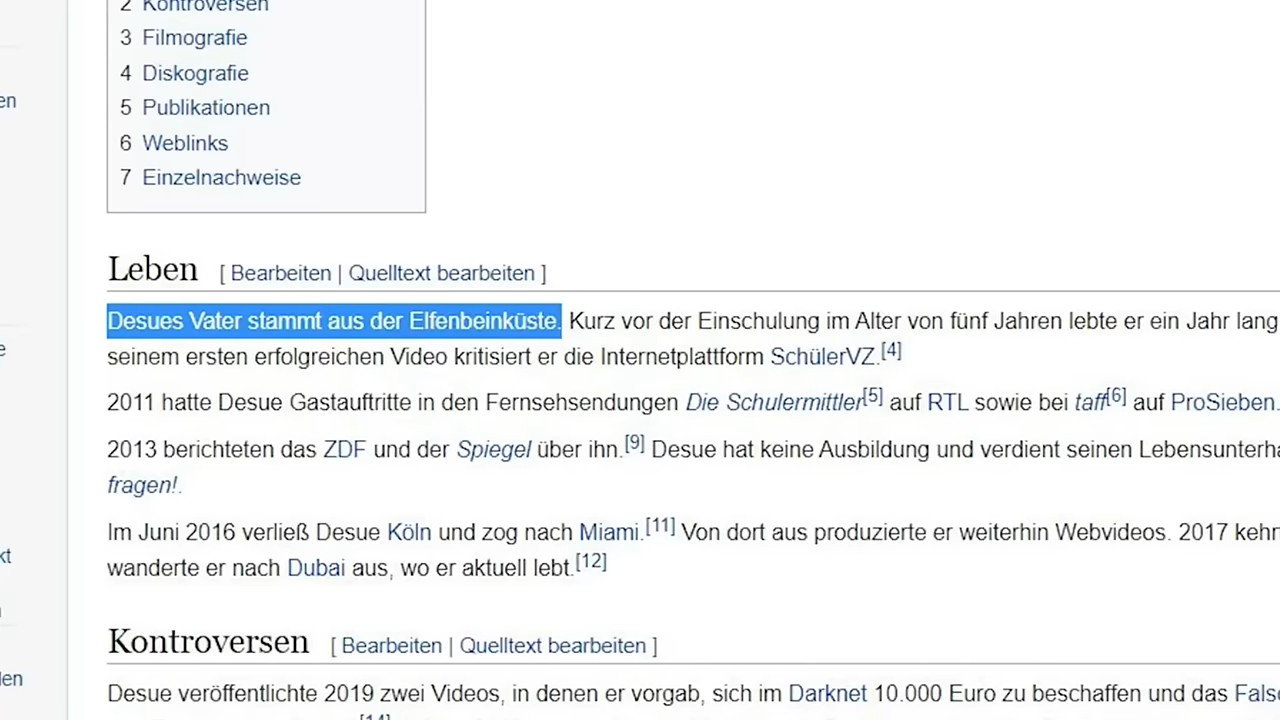 2 Kontroversen
3 Filmografie
4 Diskografie
5 Publikationen
6 Weblinks
7 Einzelnachweise
en
Leben [ Bearbeiten | Quelltext bearbeiten ]
Desues Vater stammt aus der Elfenbeinküste. Kurz vor der Einschulung im Alter von fünf Jahren lebte er ein Jahr lang
e
seinem ersten erfolgreichen Video kritisiert er die Internetplattform SchülerVZ.[4]
2011 hatte Desue Gastauftritte in den Fernsehsendungen Die Schulermittler[5] auf RTL sowie bei taff[6] auf ProSieben.
2013 berichteten das ZDF und der Spiegel über ihn.[9] Desue hat keine Ausbildung und verdient seinen Lebensunterha
fragen!.
Im Juni 2016 verließ Desue Köln und zog nach Miami.[11] Von dort aus produzierte er weiterhin Webvideos. 2017 kehr
kt
wanderte er nach Dubai aus, wo er aktuell lebt.[12]
Kontroversen [ Bearbeiten | Quelltext bearbeiten ]
len
Desue veröffentlichte 2019 zwei Videos, in denen er vorgab, sich im Darknet 10.000 Euro zu beschaffen und das Fals
[14]